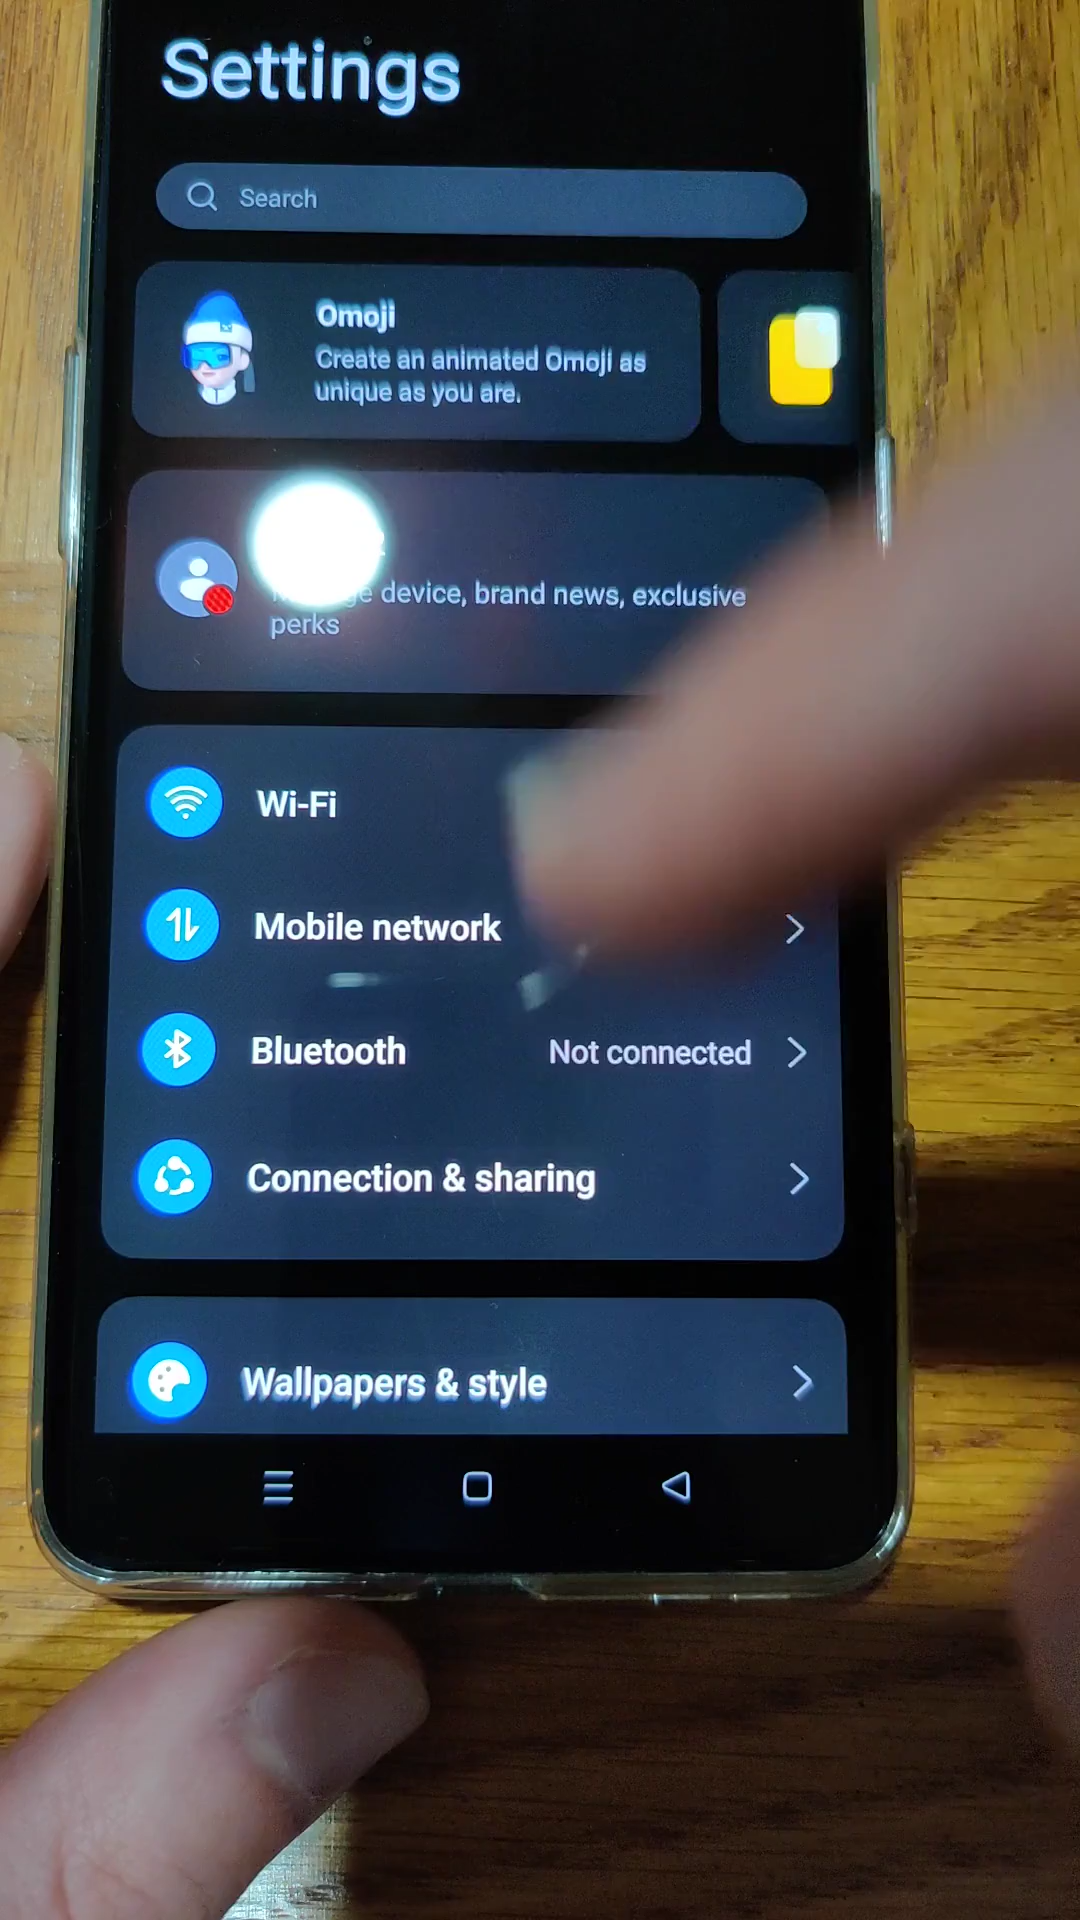 Settings
Search
Omoji
Create an animated Omoji as
unique as you are.
device, brand news, exclusive
perks
Wi-Fi
Mobile network
Bluetooth
Not connected
Connection & sharing
Wallpapers & style